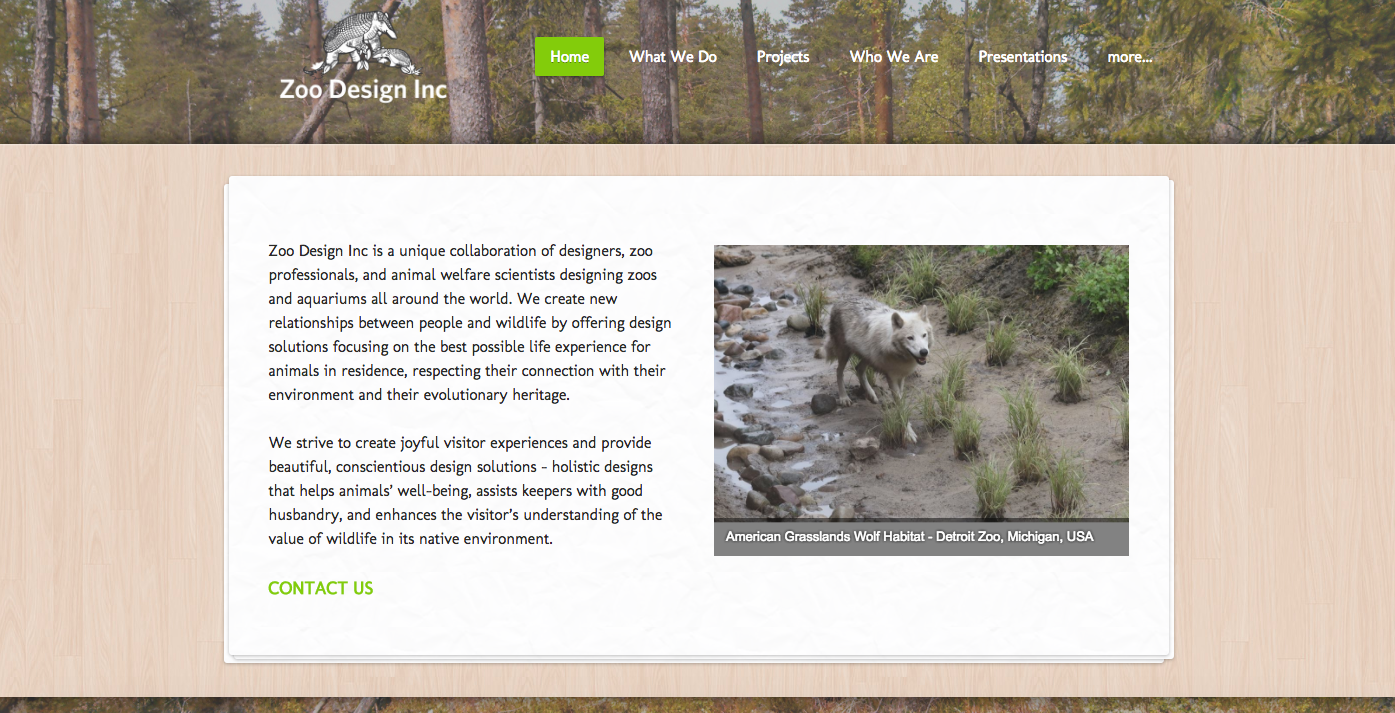 Zoo Design Inc
Home What We Do Projects Who We Are Presentations more...
Zoo Design Inc is a unique collaboration of designers, zoo
professionals, and animal welfare scientists designing zoos
and aquariums all around the world. We create new
relationships between people and wildlife by offering design
solutions focusing on the best possible life experience for
animals in residence, respecting their connection with their
environment and their evolutionary heritage.
We strive to create joyful visitor experiences and provide
beautiful, conscientious design solutions - holistic designs
that helps animals' well-being, assists keepers with good
husbandry, and enhances the visitor's understanding of the
value of wildlife in its native environment.
CONTACT US
American Grasslands Wolf Habitat - Detroit Zoo, Michigan, USA